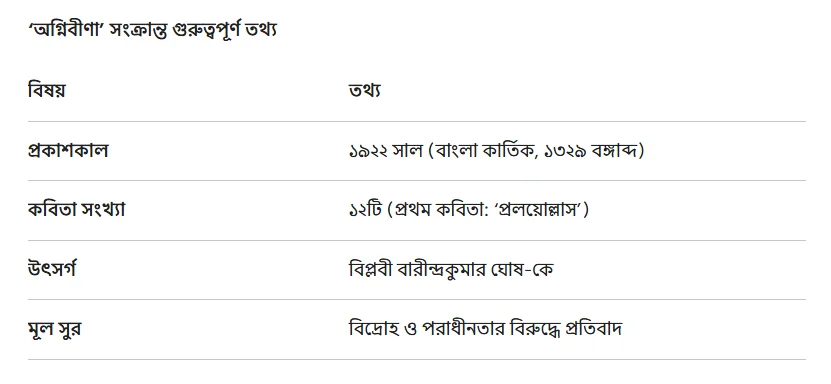 ‘অগ্নিবীণা’ সংক্রান্ত গুরুত্বপূর্ণ তথ্য
বিষয় তথ্য
প্রকাশকাল ১৯২২ সাল (বাংলা কার্তিক, ১৩২৯ বঙ্গাব্দ)
কবিতা সংখ্যা ১২টি (প্রথম কবিতা: ‘প্রলয়োল্লাস’)
উৎসর্গ বিপ্লবী বারীন্দ্রকুমার ঘোষ-কে
মূল সুর বিদ্রোহ ও পরাধীনতার বিরুদ্ধে প্রতিবাদ